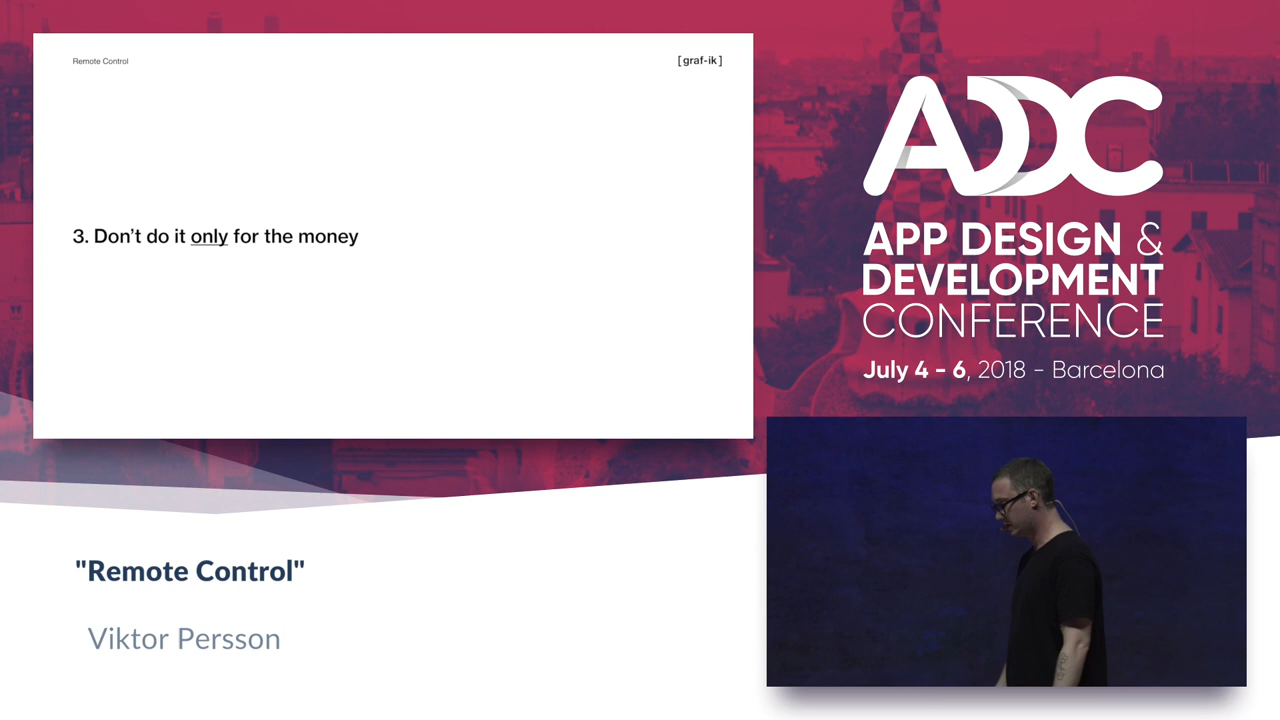 Remote Control
[graf-ik]
3. Don't do it only for the money
ADC
APP DESIGN &
DEVELOPMENT
CONFERENCE
July 4 - 6, 2018 - Barcelona
"Remote Control"
Viktor Persson